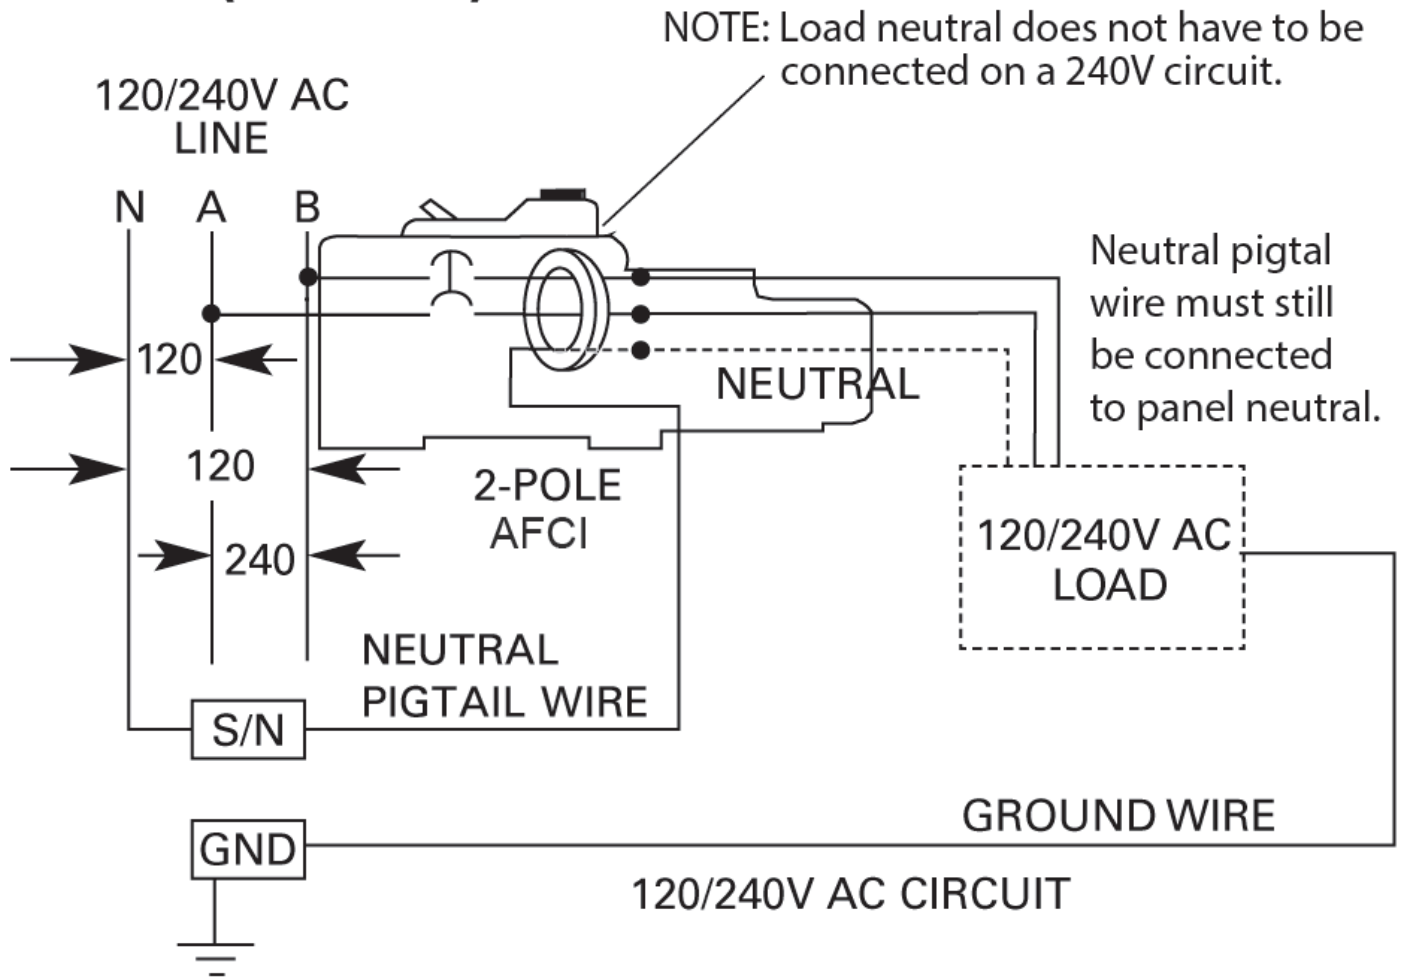 NOTE: Load neutral does not have to be
connected on a 240V circuit.
120/240V AC
LINE
N A B
Neutral pigtal
wire must still
be connected
to panel neutral.
120
NEUTRAL
120
2-POLE
AFCI
240
120/240V AC
LOAD
NEUTRAL
PIGTAIL WIRE
S/N
GROUND WIRE
GND
120/240V AC CIRCUIT